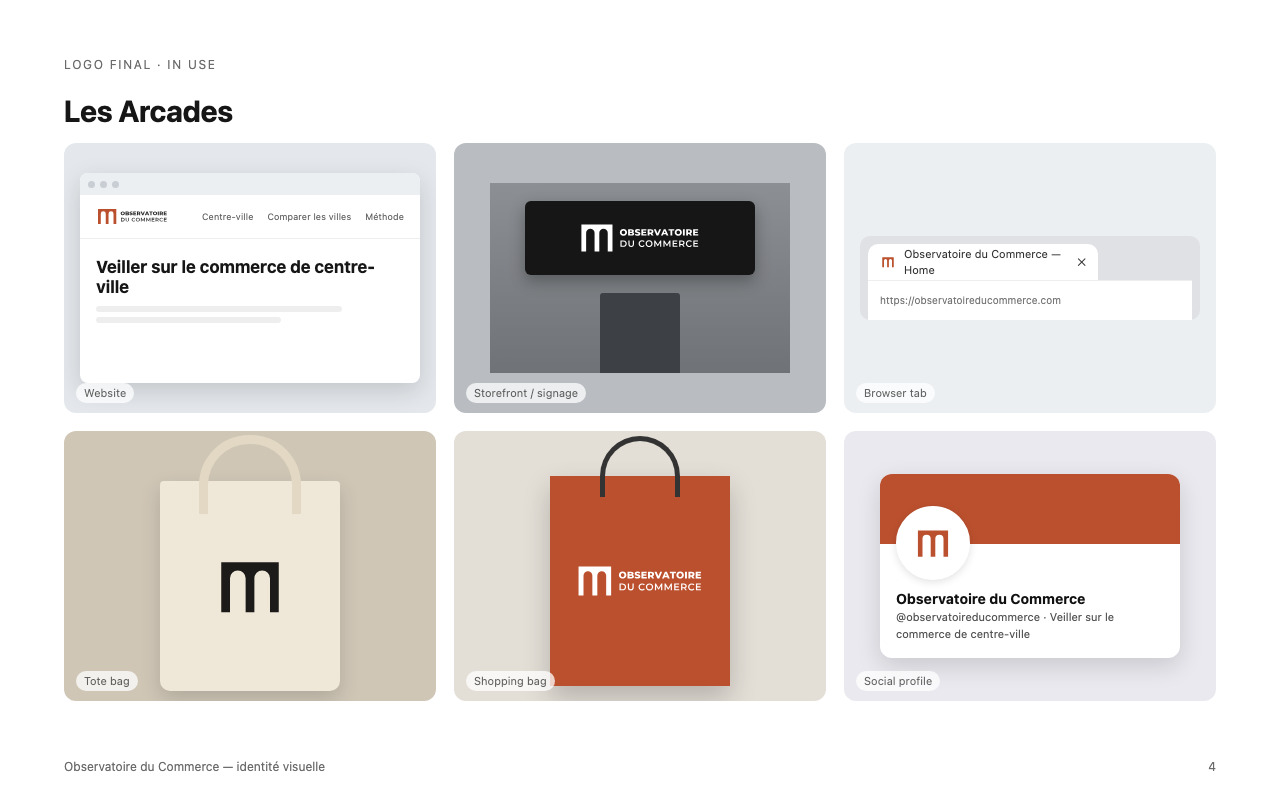 LOGO FINAL · IN USE
Les Arcades
OBSERVATOIRE
DU COMMERCE
Centre-ville
Comparer les villes
Méthode
Veiller sur le commerce de centre-
ville
Website
OBSERVATOIRE
DU COMMERCE
Storefront / signage
Observatoire du Commerce —
Home
https://observatoireducommerce.com
Browser tab
Tote bag
OBSERVATOIRE
DU COMMERCE
Shopping bag
Observatoire du Commerce
@observatoireducommerce · Veiller sur le
commerce de centre-ville
Social profile
Observatoire du Commerce — identité visuelle
4